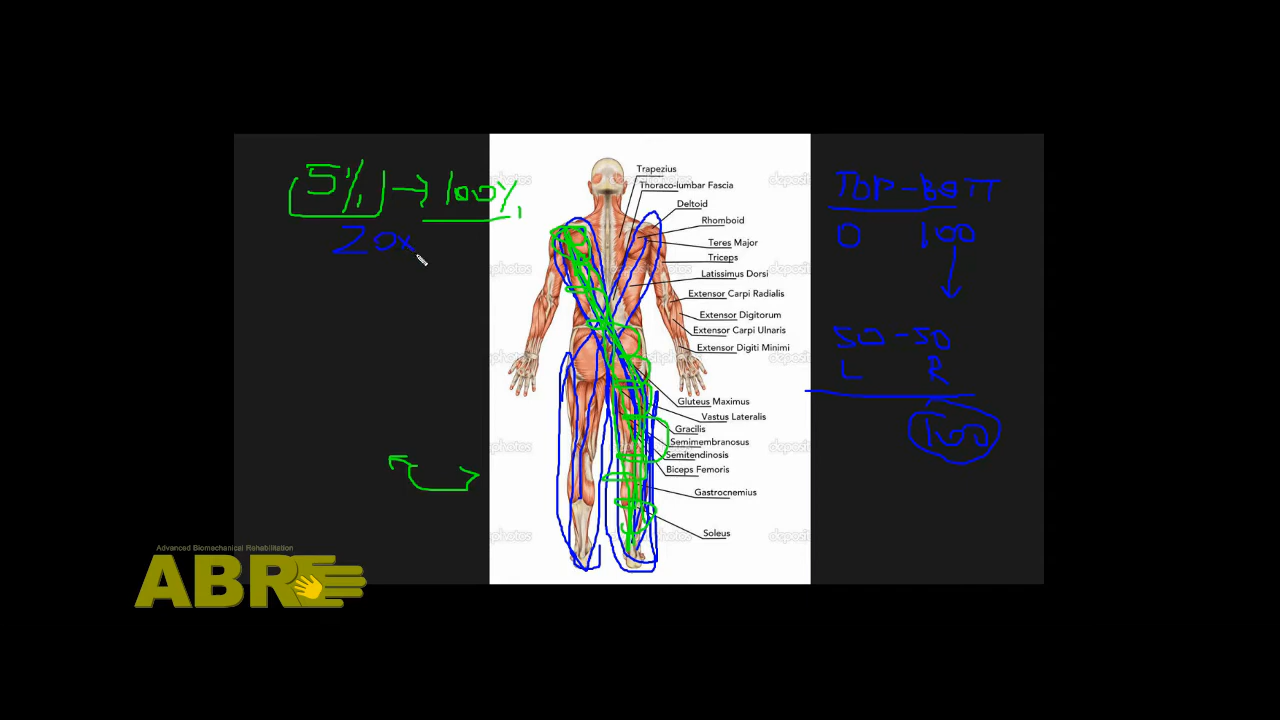 5% → 100%
20x
Trapezius
Thoraco-lumbar Fascia
Deltoid
Rhomboid
Teres Major
Triceps
Latissimus Dorsi
Extensor Carpi Radialis
Extensor Digitorum
Extensor Carpi Ulnaris
Extensor Digiti Minimi
Gluteus Maximus
Vastus Lateralis
Gracilis
Semimembranosus
Semitendinosis
Biceps Femoris
Gastrocnemius
Soleus
TOP-BOTT
0 100
50-50
L R
100
Advanced Biomechanical Rehabilitation
ABR